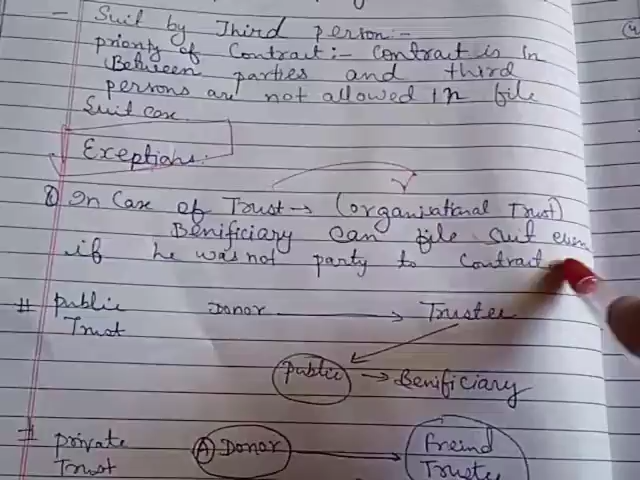 - Suit by Third person:-
priority of Contract:- Contract is in
Between parties and third
persons are not allowed in file
Suit case.
Exeptions.
① In Case of Trust → (organisational Trust)
Benificiary can file suit even
if he was not party to contract
# public Donor → Trustee
Trust
public → Benificiary
# private A Donor → Freind
Trust Trustee